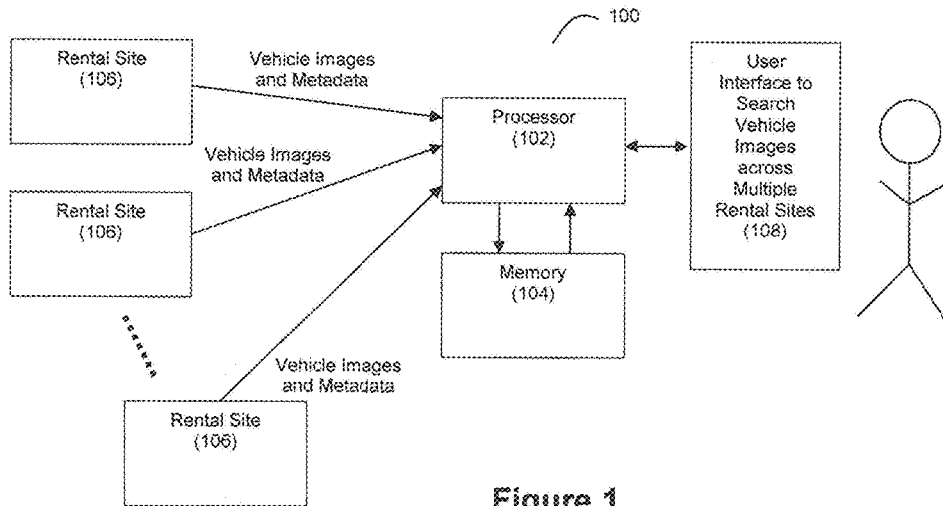 100
Rental Site
(106)
Vehicle Images
and Metadata
Processor
(102)
User
Interface to
Search
Vehicle
Images
across
Multiple
Rental Sites
(108)
Vehicle Images
and Metadata
Rental Site
(106)
Memory
(104)
Vehicle Images
and Metadata
Rental Site
(106)
Figure 1